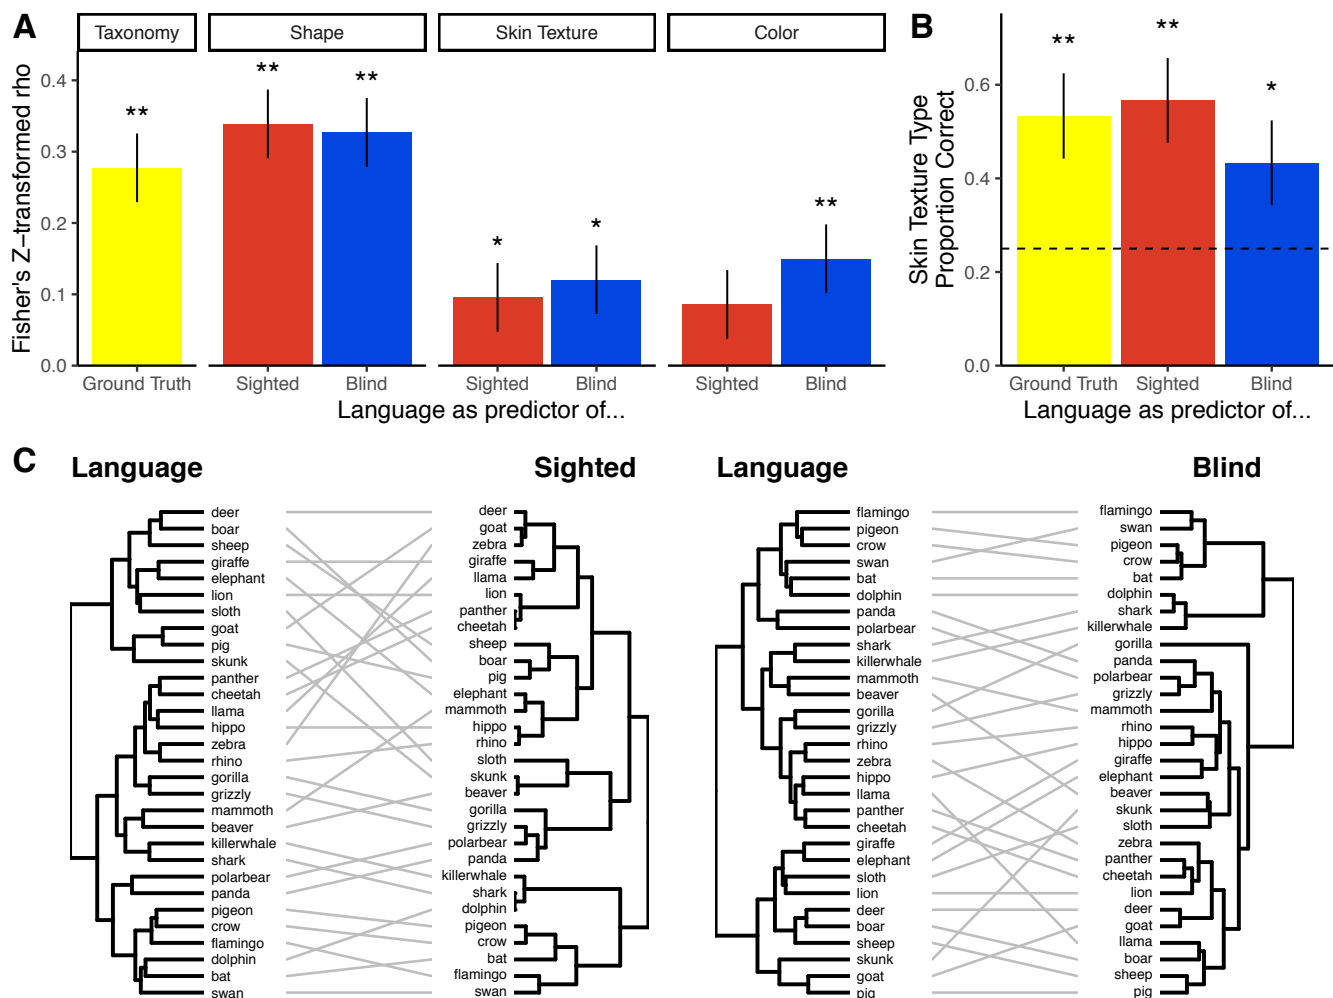 A
Taxonomy
Shape
Skin Texture
Color
Fisher's Z−transformed rho
0.4
0.3
0.2
0.1
0.0
**
**
**
*
*
**
Ground Truth
Sighted
Blind
Sighted
Blind
Sighted
Blind
Language as predictor of...
B
Skin Texture Type
Proportion Correct
0.6
0.4
0.2
0.0
**
**
*
Ground Truth
Sighted
Blind
Language as predictor of...
C
Language
deer
boar
sheep
giraffe
elephant
lion
sloth
goat
pig
skunk
panther
cheetah
llama
hippo
zebra
rhino
gorilla
grizzly
mammoth
beaver
killerwhale
shark
polarbear
panda
pigeon
crow
flamingo
dolphin
bat
swan
Sighted
deer
goat
zebra
giraffe
llama
lion
panther
cheetah
sheep
boar
pig
elephant
mammoth
hippo
rhino
sloth
skunk
beaver
gorilla
grizzly
polarbear
panda
killerwhale
shark
dolphin
pigeon
crow
bat
flamingo
swan
Language
flamingo
pigeon
crow
swan
bat
dolphin
panda
polarbear
shark
killerwhale
mammoth
beaver
gorilla
grizzly
rhino
zebra
hippo
llama
panther
cheetah
giraffe
elephant
sloth
lion
deer
boar
sheep
skunk
goat
pig
Blind
flamingo
swan
pigeon
crow
bat
dolphin
shark
killerwhale
gorilla
panda
polarbear
grizzly
mammoth
rhino
hippo
giraffe
elephant
beaver
skunk
sloth
zebra
panther
cheetah
lion
deer
goat
llama
boar
sheep
pig